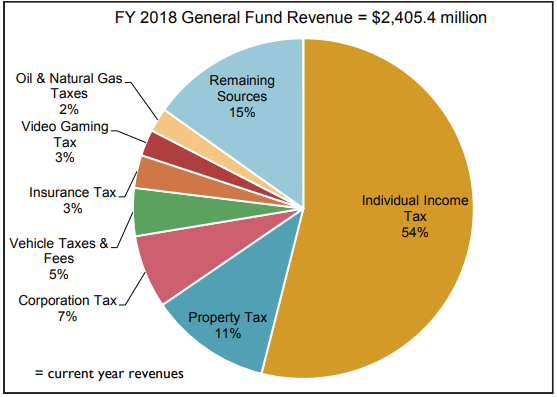 FY 2018 General Fund Revenue = $2,405.4 million
Oil & Natural Gas
Taxes
2%
Video Gaming
Tax
3%
Insurance Tax
3%
Vehicle Taxes &
Fees
5%
Corporation Tax
7%
Remaining
Sources
15%
Individual Income
Tax
54%
Property Tax
11%
= current year revenues